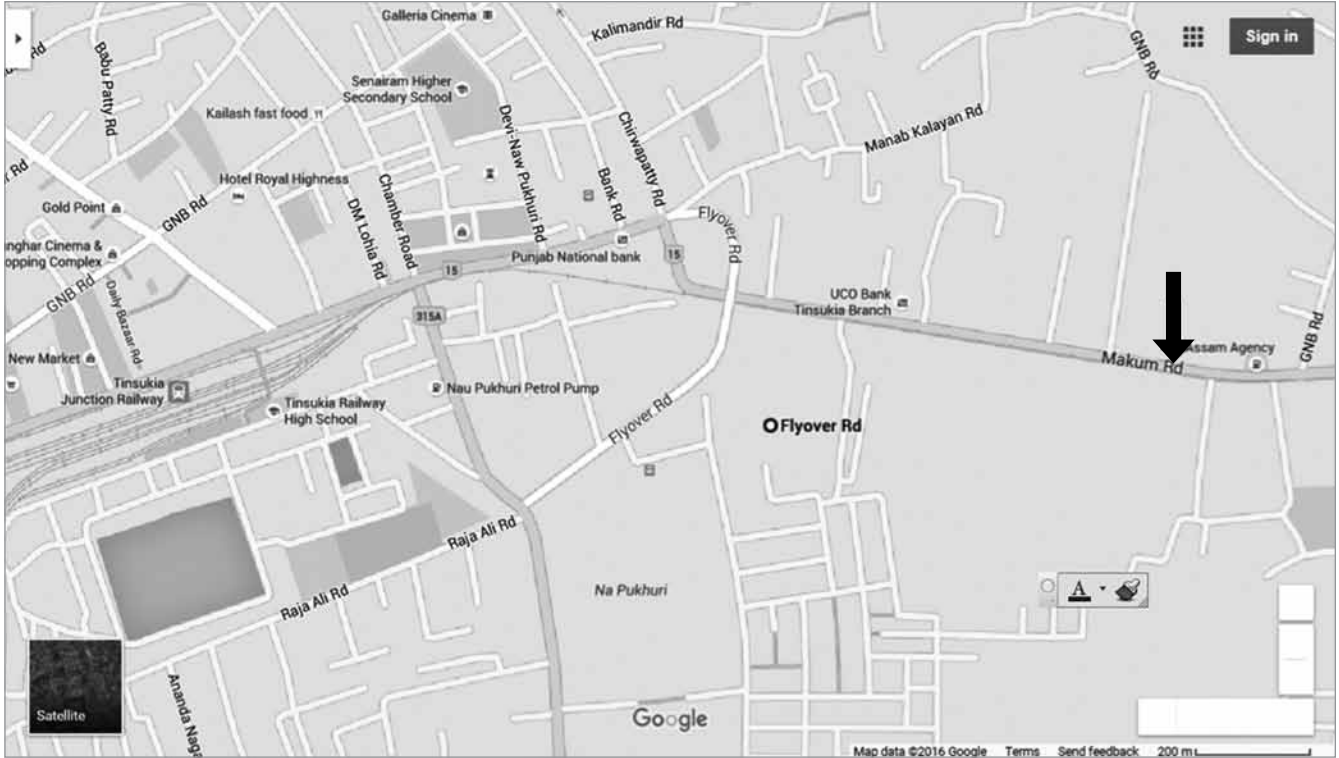 Galleria Cinema
Kalimandir Rd
Sign in
GNB Rd
Babu Patty Rd
Senairam Higher
Secondary School
Kailash fast food
Devi-Naw Pukhuri Rd
Chirwapatty Rd
Manab Kalayan Rd
Hotel Royal Highness
Chamber Road
Bank Rd
Gold Point
GNB Rd
DM Lohia Rd
Flyover Rd
nghar Cinema &
opping Complex
Punjab National bank
15
15
GNB Rd
Daily Bazaar Rd
UCO Bank
Tinsukia Branch
315A
GNB Rd
New Market
Makum Rd
Assam Agency
Tinsukia
Junction Railway
Nau Pukhuri Petrol Pump
Tinsukia Railway
High School
Flyover Rd
Flyover Rd
Raja Ali Rd
Raja Ali Rd
Na Pukhuri
A
Ananda Naga
Satellite
Google
Map data ©2016 Google
Terms
Send feedback
200 m